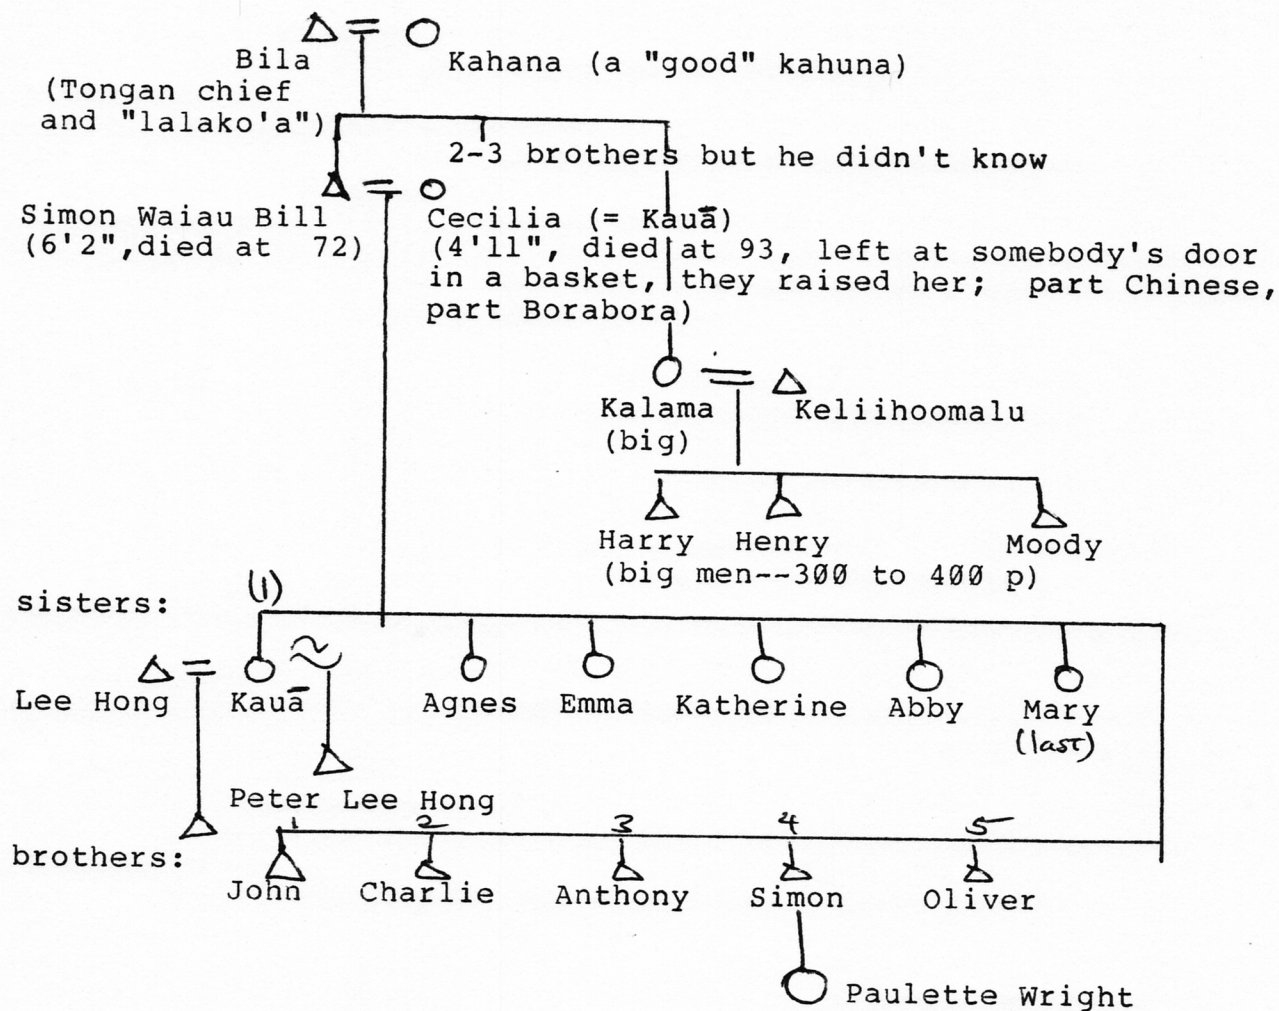 Bila
Kahana (a "good" kahuna)
(Tongan chief
and "lalako'a")
2-3 brothers but he didn't know
Simon Waiau Bill
(6'2",died at  72)
Cecilia (= Kauā)
(4'11", died at 93, left at somebody's door
in a basket, they raised her;  part Chinese,
part Borabora)
Kalama
(big)
Keliihoomalu
Harry  Henry  Moody
(big men--300 to 400 p)
sisters:
(1)
Lee Hong  Kauā  Agnes  Emma  Katherine  Abby  Mary
(last)
Peter Lee Hong
1  2  3  4  5
brothers:
John  Charlie  Anthony  Simon  Oliver
Paulette Wright